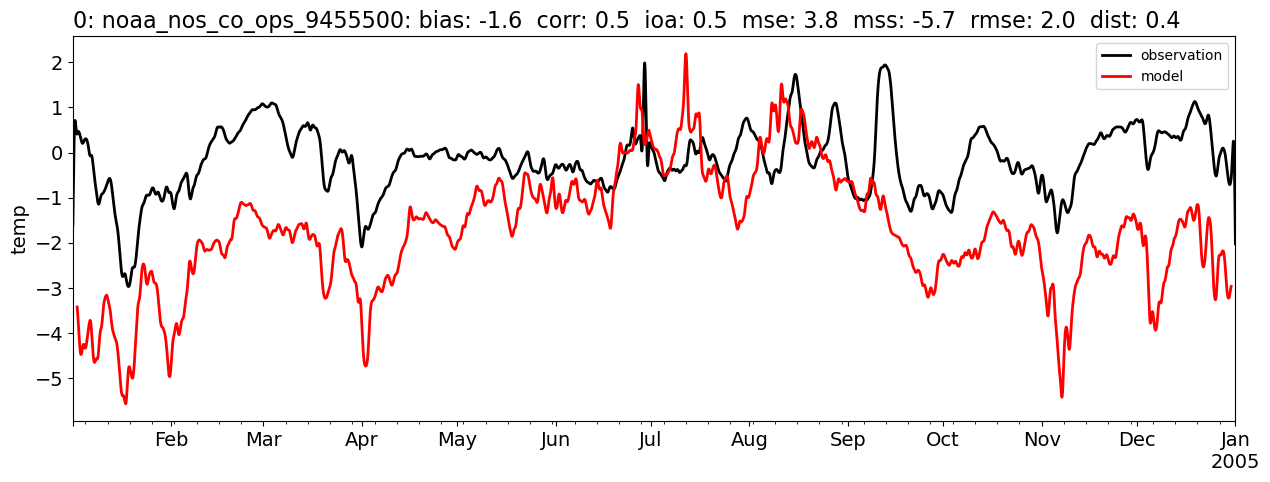 0: noaa_nos_co_ops_9455500: bias: -1.6  corr: 0.5  ioa: 0.5  mse: 3.8  mss: -5.7  rmse: 2.0  dist: 0.4
observation
model
2
1
0
−1
−2
−3
−4
−5
temp
Feb Mar Apr May Jun Jul Aug Sep Oct Nov Dec Jan
2005